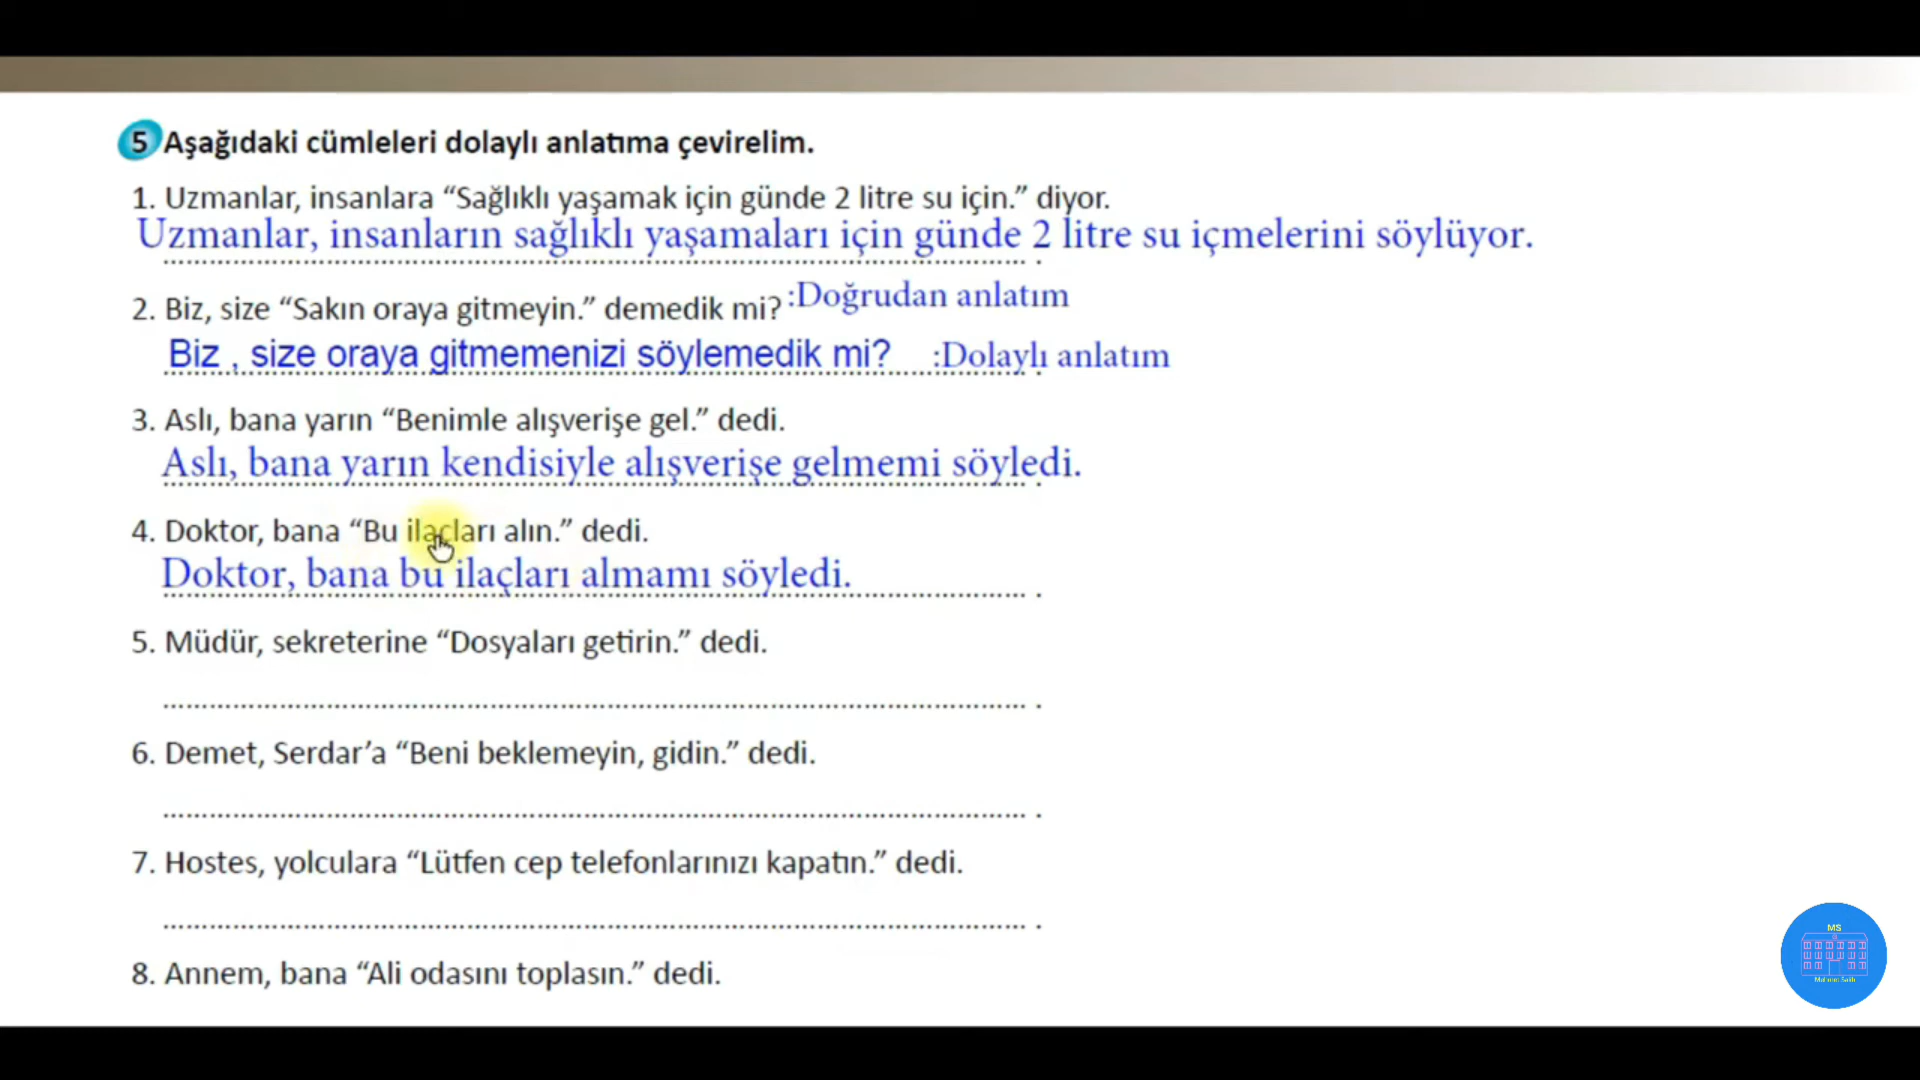 5 Aşağıdaki cümleleri dolaylı anlatıma çevirelim.
1. Uzmanlar, insanlara “Sağlıklı yaşamak için günde 2 litre su için.” diyor.
Uzmanlar, insanların sağlıklı yaşamaları için günde 2 litre su içmelerini söylüyor.
2. Biz, size “Sakın oraya gitmeyin.” demedik mi? :Doğrudan anlatım
Biz , size oraya gitmemenizi söylemedik mi? :Dolaylı anlatım
3. Aslı, bana yarın “Benimle alışverişe gel.” dedi.
Aslı, bana yarın kendisiyle alışverişe gelmemi söyledi.
4. Doktor, bana “Bu ilaçları alın.” dedi.
Doktor, bana bu ilaçları almamı söyledi.
5. Müdür, sekreterine “Dosyaları getirin.” dedi.
6. Demet, Serdar’a “Beni beklemeyin, gidin.” dedi.
7. Hostes, yolculara “Lütfen cep telefonlarınızı kapatın.” dedi.
8. Annem, bana “Ali odasını toplasın.” dedi.
MS